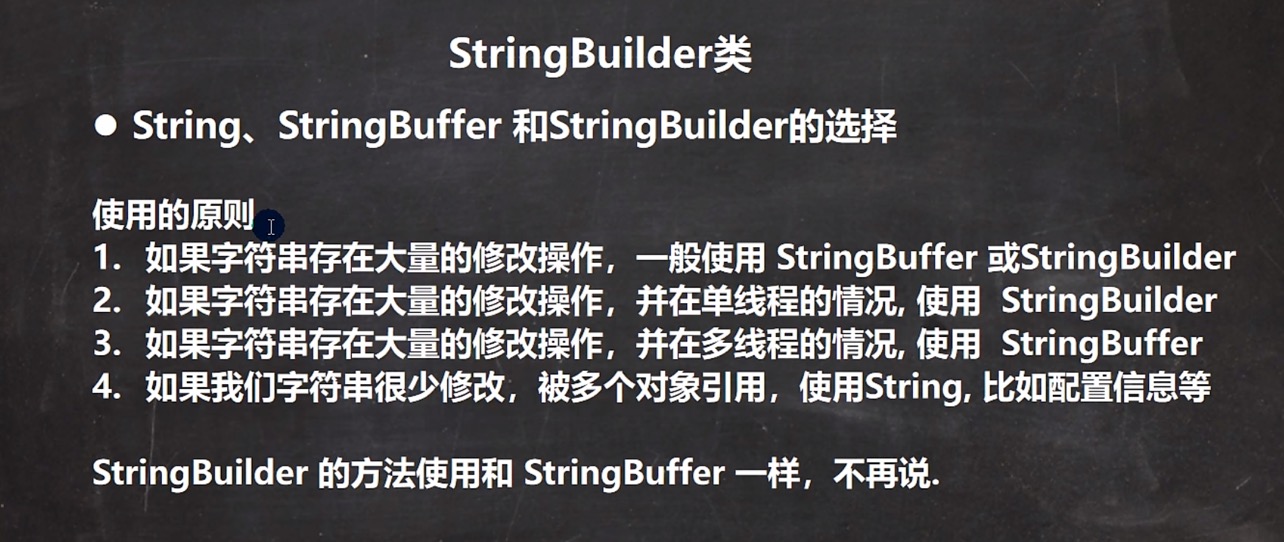 StringBuilder类
● String、StringBuffer 和StringBuilder的选择
使用的原则
1. 如果字符串存在大量的修改操作，一般使用 StringBuffer 或StringBuilder
2. 如果字符串存在大量的修改操作，并在单线程的情况, 使用 StringBuilder
3. 如果字符串存在大量的修改操作，并在多线程的情况, 使用 StringBuffer
4. 如果我们字符串很少修改，被多个对象引用，使用String, 比如配置信息等
StringBuilder 的方法使用和 StringBuffer 一样，不再说.